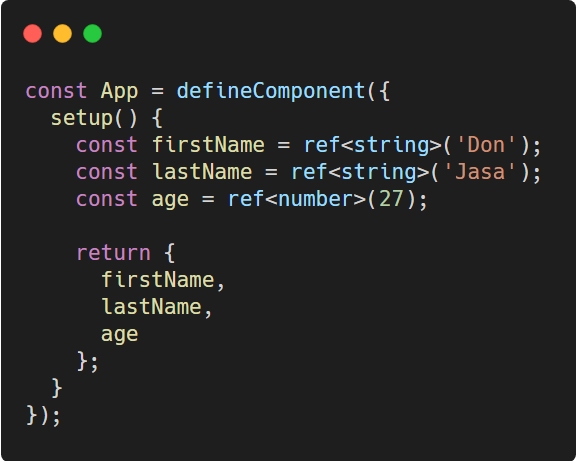 const App = defineComponent({
  setup() {
    const firstName = ref<string>('Don');
    const lastName = ref<string>('Jasa');
    const age = ref<number>(27);

    return {
      firstName,
      lastName,
      age
    };
  }
});